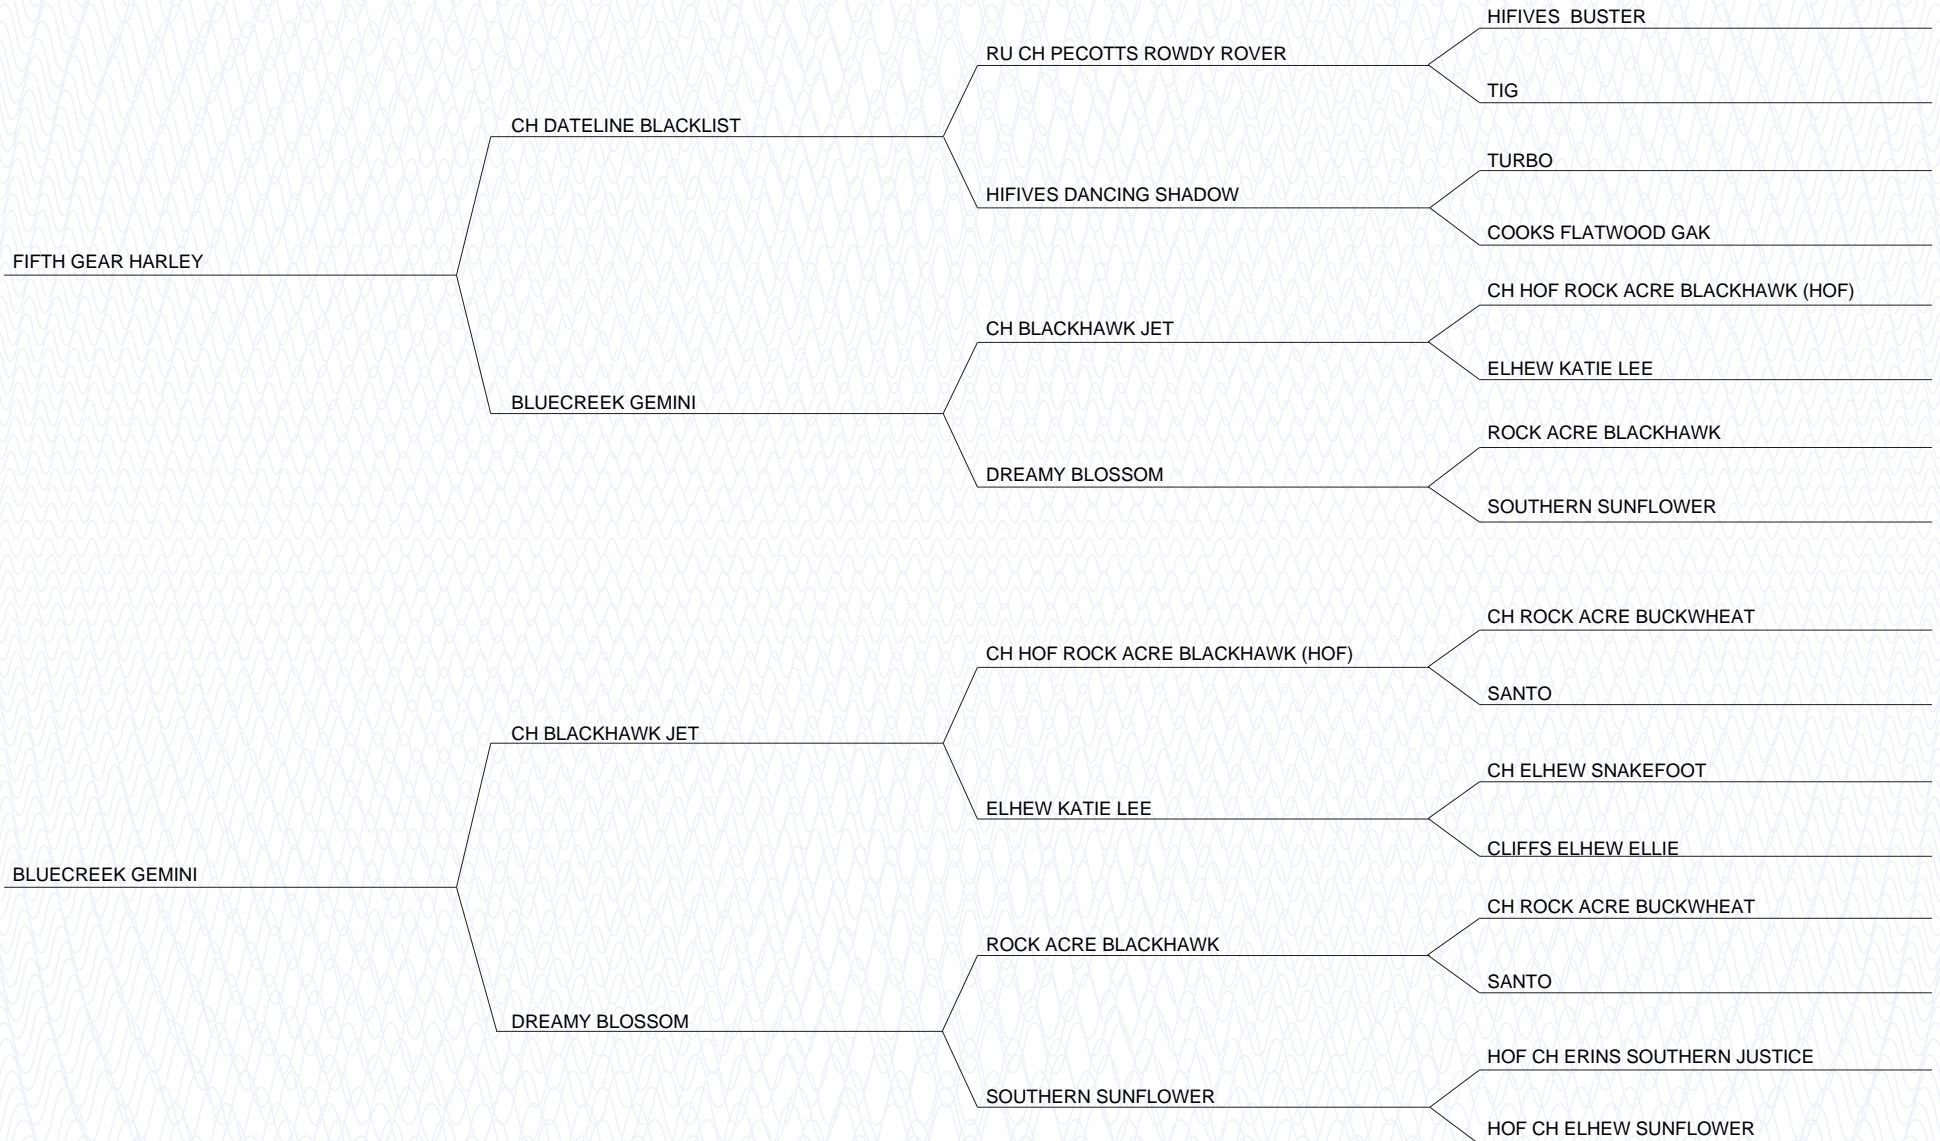 HIFIVES BUSTER
RU CH PECOTTS ROWDY ROVER
TIG
CH DATELINE BLACKLIST
TURBO
HIFIVES DANCING SHADOW
COOKS FLATWOOD GAK
FIFTH GEAR HARLEY
CH HOF ROCK ACRE BLACKHAWK (HOF)
CH BLACKHAWK JET
ELHEW KATIE LEE
BLUECREEK GEMINI
ROCK ACRE BLACKHAWK
DREAMY BLOSSOM
SOUTHERN SUNFLOWER
CH ROCK ACRE BUCKWHEAT
CH HOF ROCK ACRE BLACKHAWK (HOF)
SANTO
CH BLACKHAWK JET
CH ELHEW SNAKEFOOT
ELHEW KATIE LEE
CLIFFS ELHEW ELLIE
BLUECREEK GEMINI
CH ROCK ACRE BUCKWHEAT
ROCK ACRE BLACKHAWK
SANTO
DREAMY BLOSSOM
HOF CH ERINS SOUTHERN JUSTICE
SOUTHERN SUNFLOWER
HOF CH ELHEW SUNFLOWER